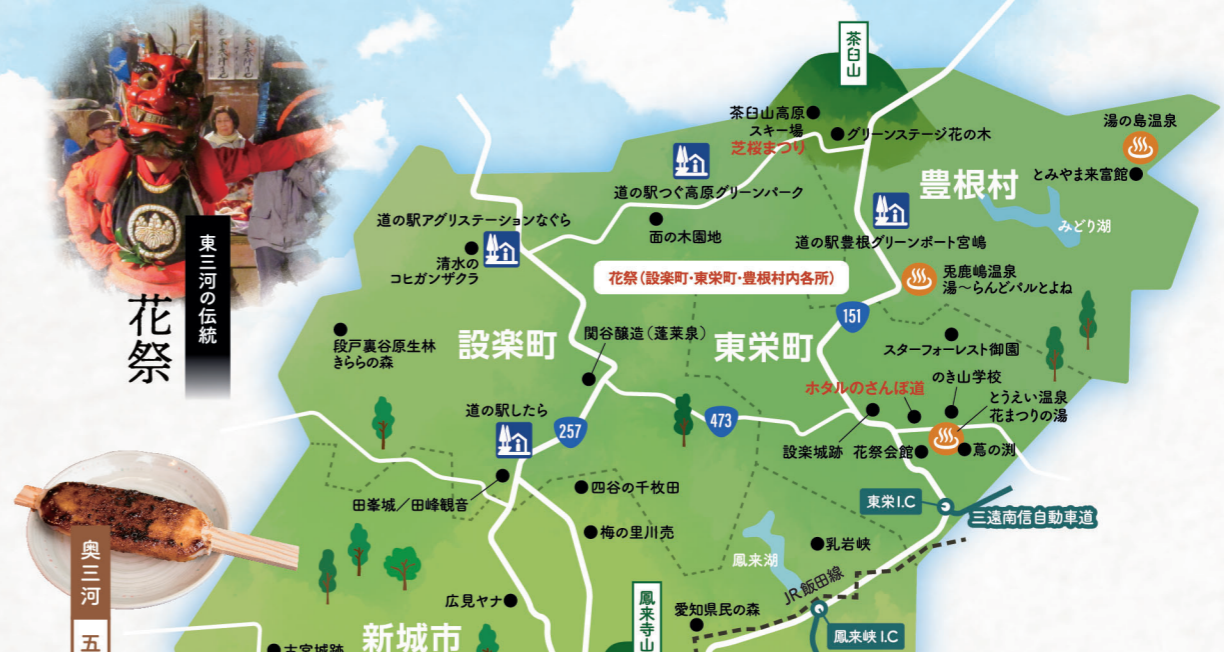 東三河の伝統
花祭
奥三河
五
茶臼山
茶臼山高原
スキー場
芝桜まつり
グリーンステージ花の木
湯の島温泉
とみやま来富館
豊根村
みどり湖
道の駅つぐ高原グリーンパーク
面の木園地
道の駅アグリステーションなぐら
清水の
コヒガンザクラ
道の駅豊根グリーンポート宮嶋
兎鹿嶋温泉
湯～らんどパルとよね
花祭(設楽町・東栄町・豊根村内各所)
151
段戸裏谷原生林
きららの森
設楽町
関谷醸造(蓬莱泉)
東栄町
スターフォーレスト御園
ホタルのさんぽ道
のき山学校
とうえい温泉
花まつりの湯
道の駅したら
257
473
設楽城跡
花祭会館
蔦の渕
田峯城/田峰観音
四谷の千枚田
東栄I.C
三遠南信自動車道
梅の里川売
鳳来湖
乳岩峡
JR飯田線
広見ヤナ
鳳来寺山
愛知県民の森
鳳来峡I.C
新城市
古宮城跡